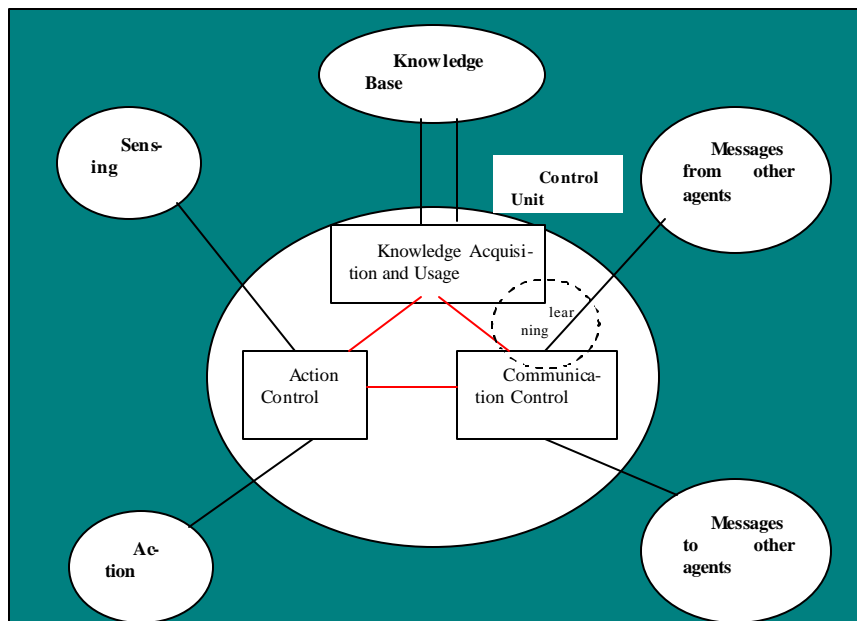 Knowledge
Base
Sens-
ing
Messages
from other
agents
Control
Unit
Knowledge Acquisi-
tion and Usage
lear
ning
Action
Control
Communica-
tion Control
Ac-
tion
Messages
to other
agents